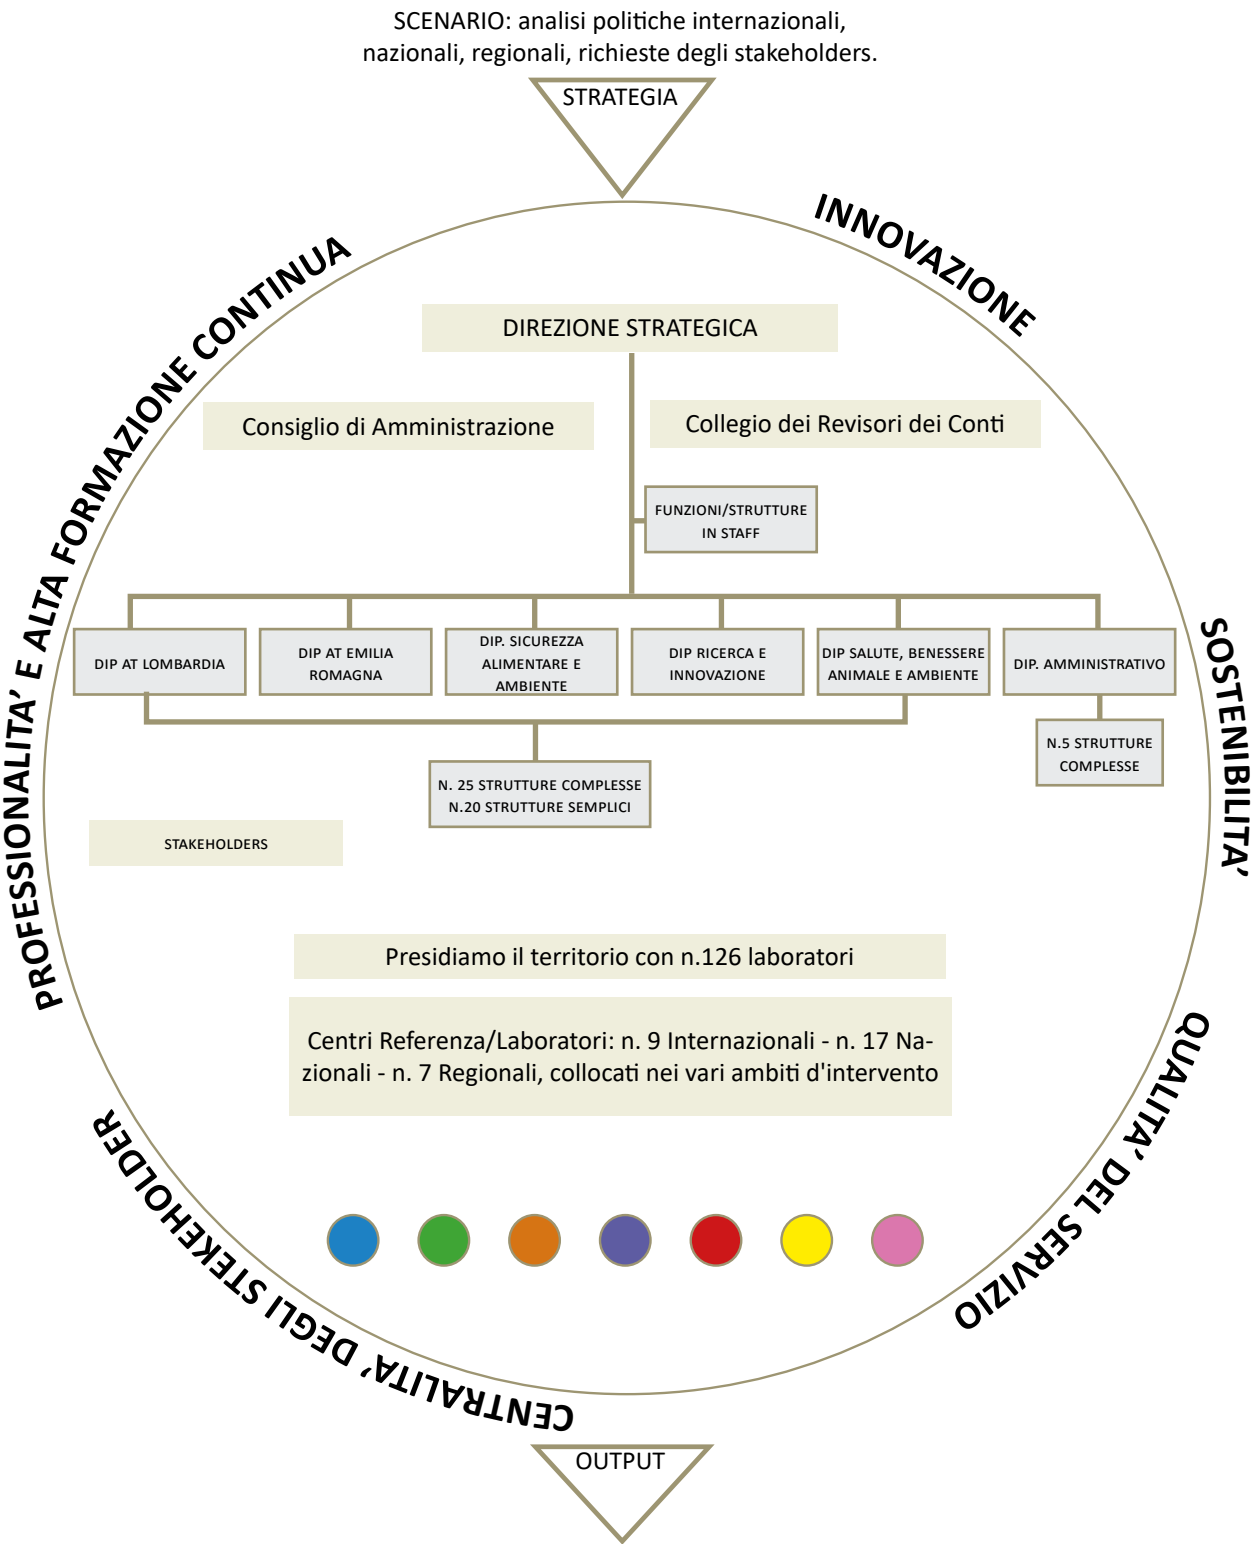 SCENARIO: analisi politiche internazionali,
nazionali, regionali, richieste degli stakeholders.
STRATEGIA
INNOVAZIONE
PROFESSIONALITA’ E ALTA FORMAZIONE CONTINUA
DIREZIONE STRATEGICA
Consiglio di Amministrazione
Collegio dei Revisori dei Conti
FUNZIONI/STRUTTURE
IN STAFF
DIP AT LOMBARDIA
DIP AT EMILIA
ROMAGNA
DIP. SICUREZZA
ALIMENTARE E
AMBIENTE
DIP RICERCA E
INNOVAZIONE
DIP SALUTE, BENESSERE
ANIMALE E AMBIENTE
DIP. AMMINISTRATIVO
SOSTENIBILITA’
N.5 STRUTTURE
COMPLESSE
N. 25 STRUTTURE COMPLESSE
N.20 STRUTTURE SEMPLICI
STAKEHOLDERS
Presidiamo il territorio con n.126 laboratori
Centri Referenza/Laboratori: n. 9 Internazionali - n. 17 Na-
zionali - n. 7 Regionali, collocati nei vari ambiti d'intervento
QUALITA’ DEL SERVIZIO
CENTRALITA’ DEGLI STEKEHOLDER
OUTPUT